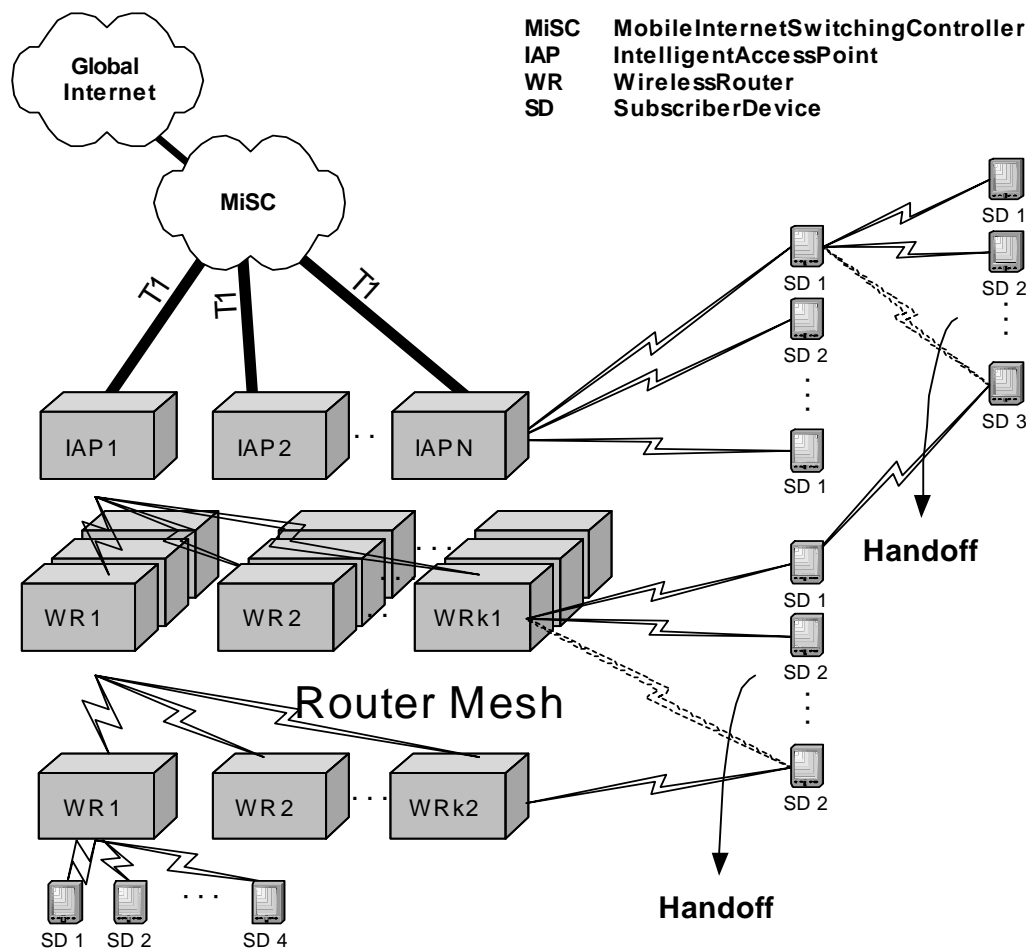 MiSC MobileInternetSwitchingController
IAP IntelligentAccessPoint
WR WirelessRouter
SD SubscriberDevice
Global
Internet
MiSC
T1
T1
T1
SD 1
SD 2
SD 3
SD 1
SD 2
SD 1
IAP1
IAP2
IAPN
Handoff
WR1
WR2
WRk1
SD 1
SD 2
Router Mesh
SD 2
WR1
WR2
WRk2
Handoff
SD 1
SD 2
SD 4